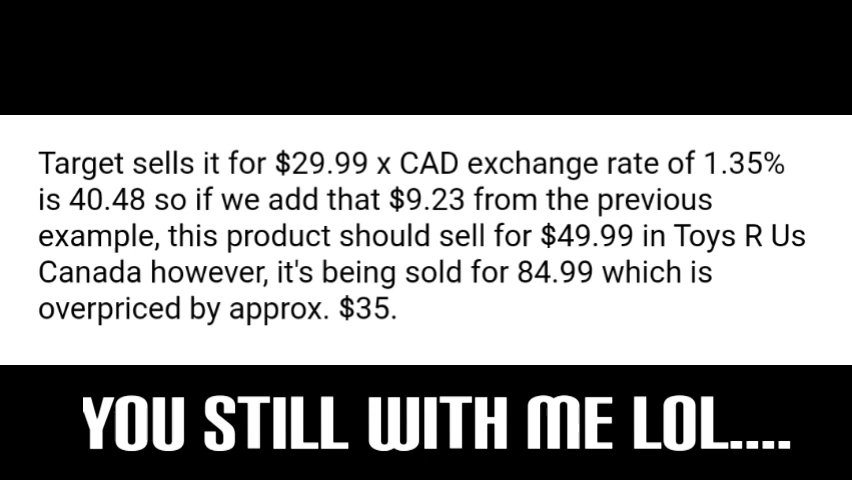 Target sells it for $29.99 x CAD exchange rate of 1.35%
is 40.48 so if we add that $9.23 from the previous
example, this product should sell for $49.99 in Toys R Us
Canada however, it's being sold for 84.99 which is
overpriced by approx. $35.
YOU STILL WITH ME LOL....